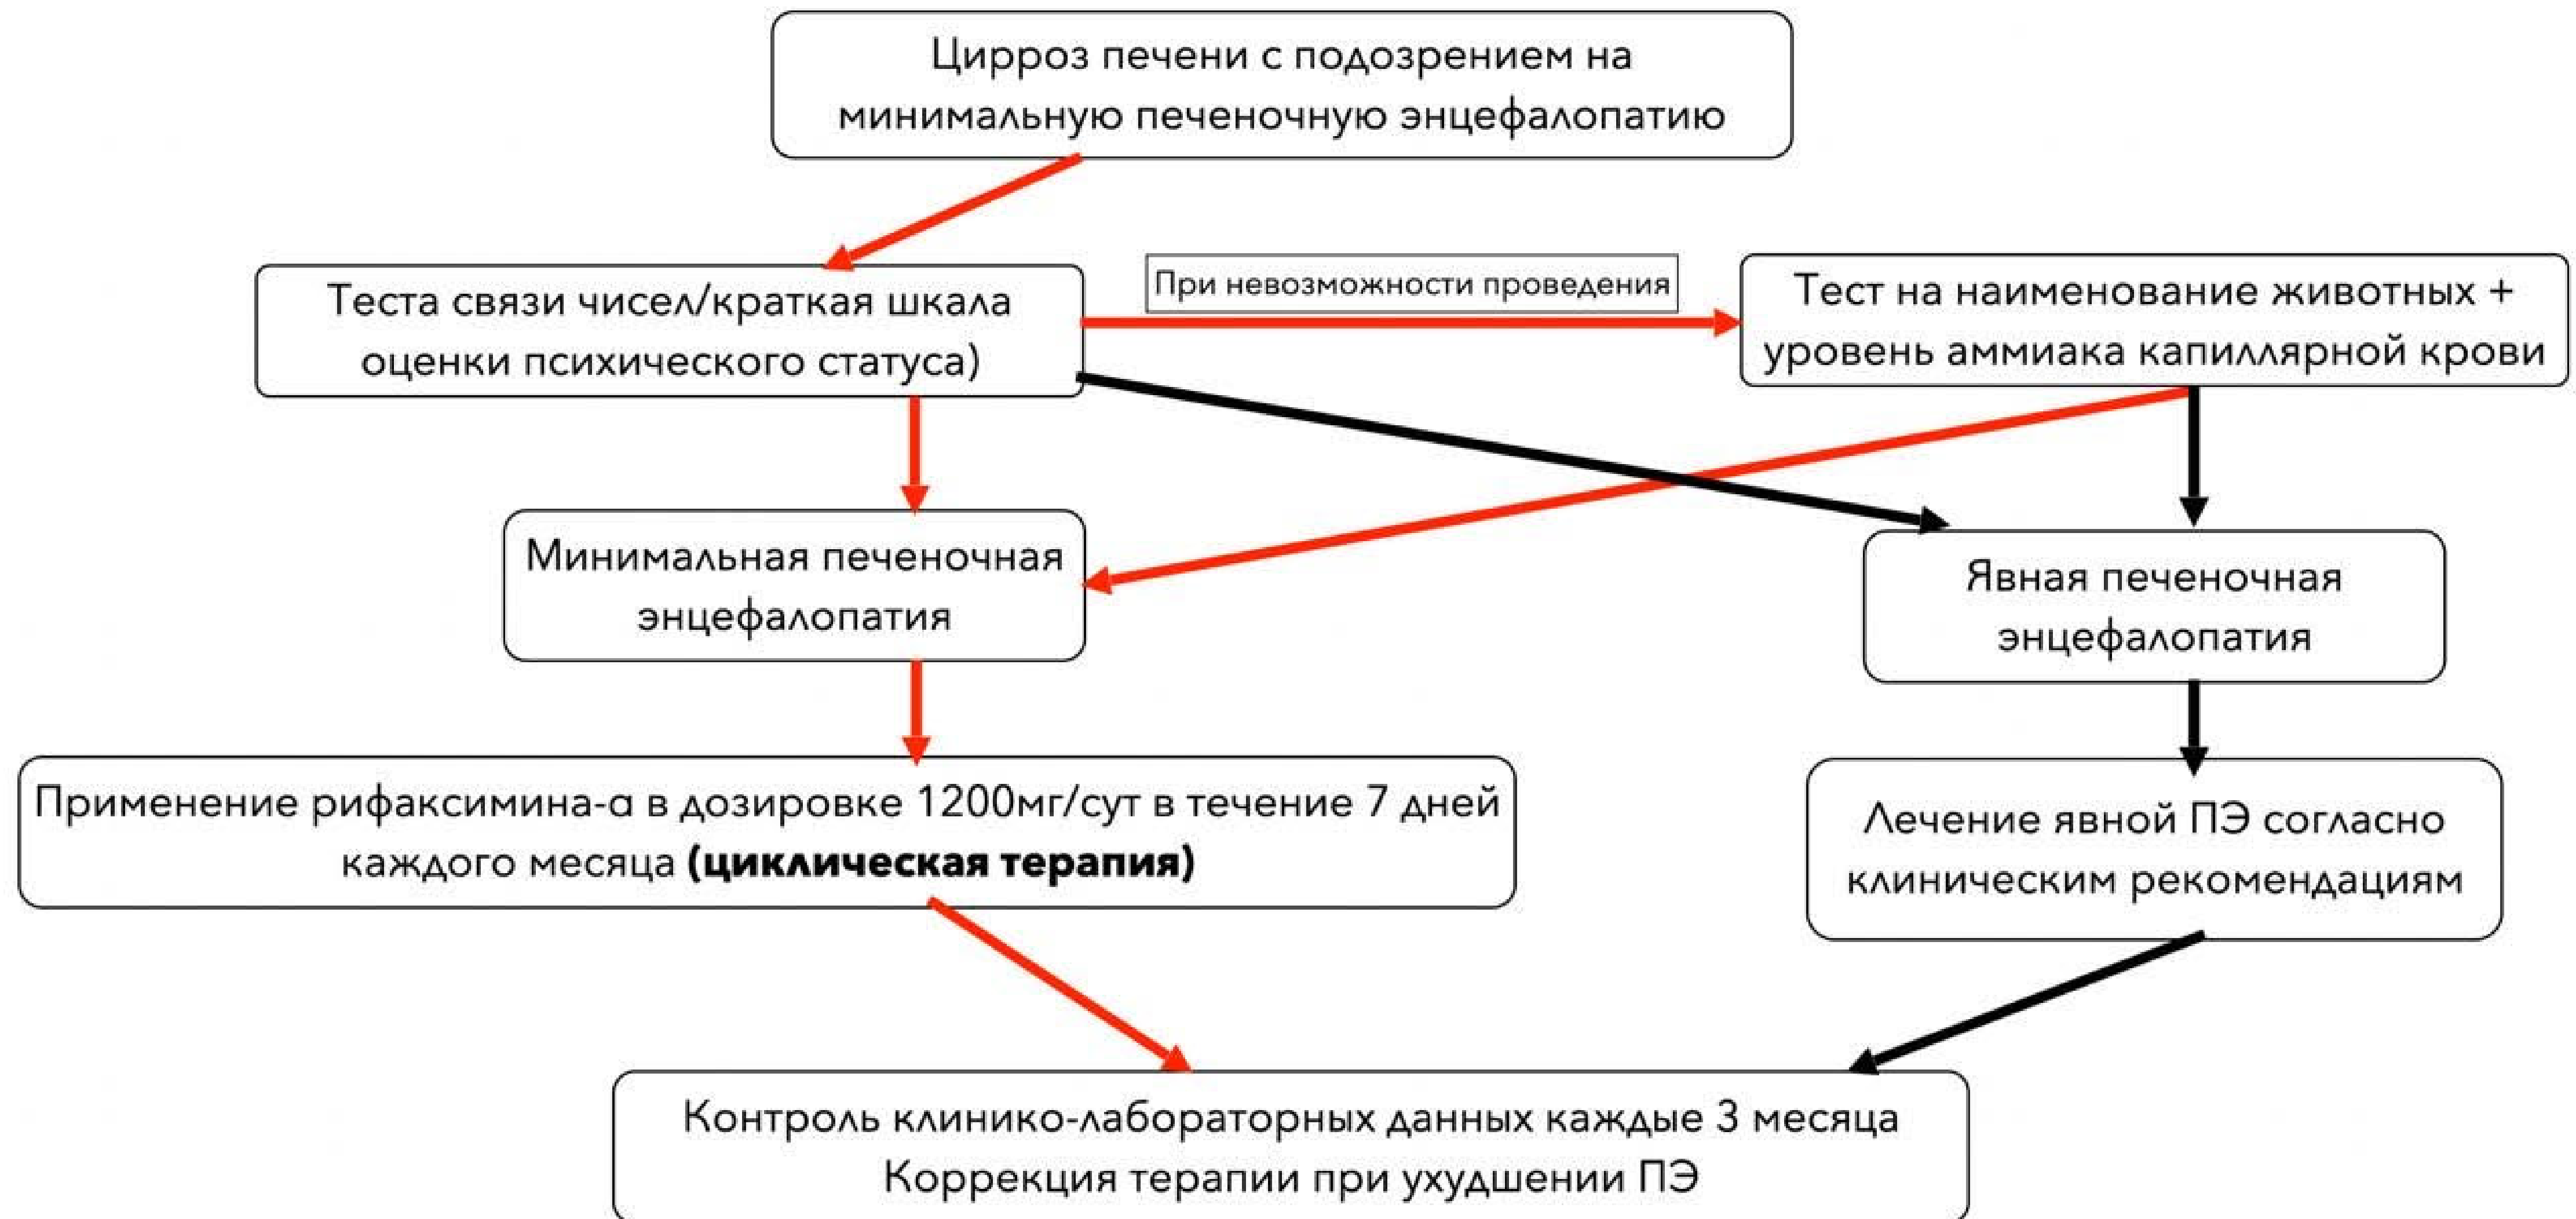 Цирроз печени с подозрением на
минимальную печеночную энцефалопатию
Теста связи чисел/краткая шкала
оценки психического статуса)
При невозможности проведения
Тест на наименование животных +
уровень аммиака капиллярной крови
Минимальная печеночная
энцефалопатия
Явная печеночная
энцефалопатия
Применение рифаксимина-α в дозировке 1200мг/сут в течение 7 дней
каждого месяца (циклическая терапия)
Лечение явной ПЭ согласно
клиническим рекомендациям
Контроль клинико-лабораторных данных каждые 3 месяца
Коррекция терапии при ухудшении ПЭ